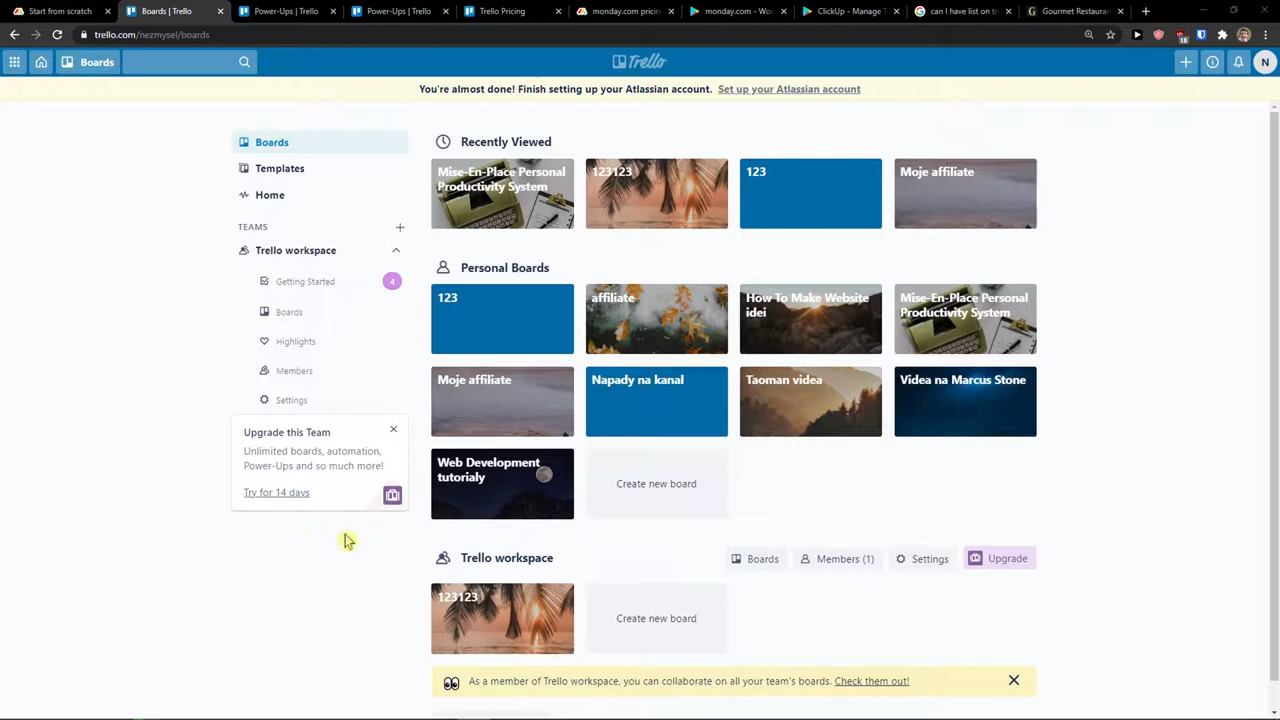 Start from scratch
Boards | Trello
Power-Ups | Trello
Power-Ups | Trello
Trello Pricing
monday.com pricin
monday.com - Wo
ClickUp - Manage T
can I have list on tr
Gourmet Restauran
trello.com/nezmysel/boards
18
Boards
Trello
N
You're almost done! Finish setting up your Atlassian account. Set up your Atlassian account
Boards
Templates
Home
TEAMS
Trello workspace
Getting Started
4
Boards
Highlights
Members
Settings
Upgrade this Team
Unlimited boards, automation,
Power-Ups and so much more!
Try for 14 days
Recently Viewed
Mise-En-Place Personal
Productivity System
123123
123
Moje affiliate
Personal Boards
123
affiliate
How To Make Website
idei
Mise-En-Place Personal
Productivity System
Moje affiliate
Napady na kanal
Taoman videa
Videa na Marcus Stone
Web Development
tutorialy
Create new board
Trello workspace
Boards
Members (1)
Settings
Upgrade
123123
Create new board
As a member of Trello workspace, you can collaborate on all your team's boards. Check them out!